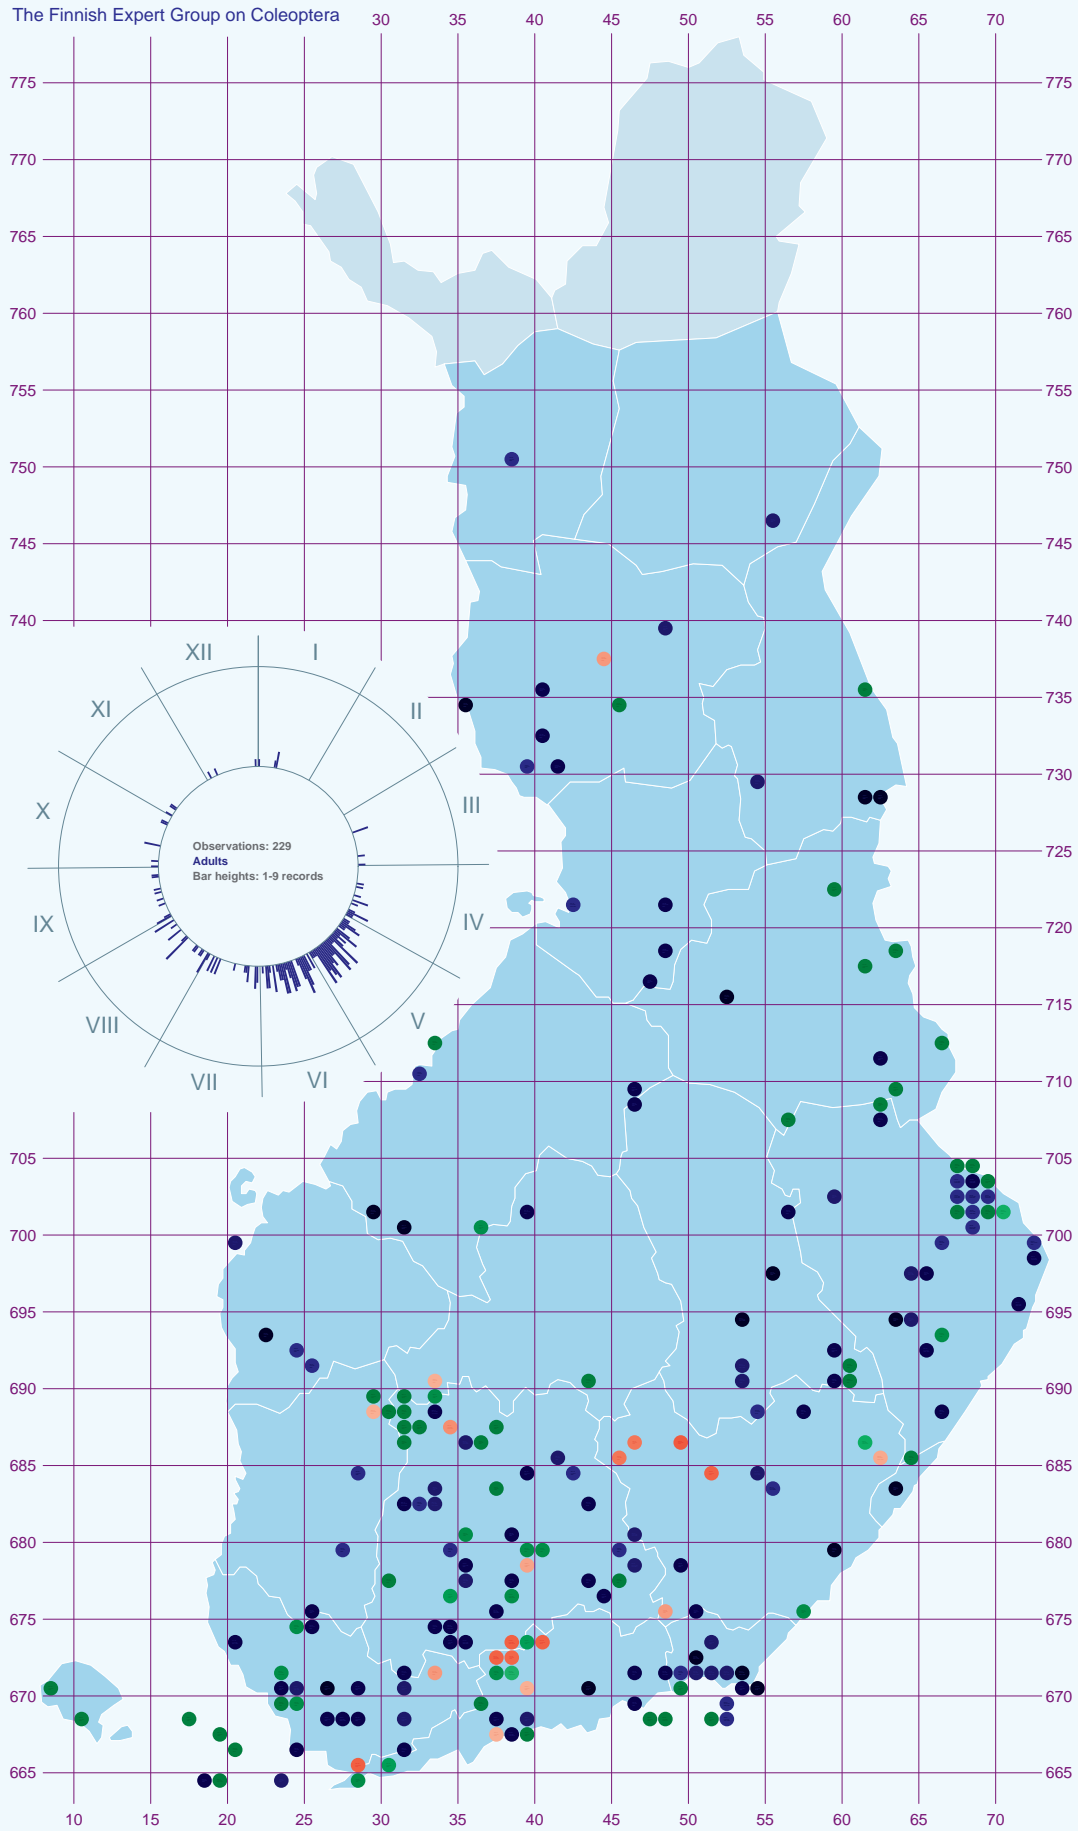 The Finnish Expert Group on Coleoptera
30 35 40 45 50 55 60 65 70
775 775
770 770
765 765
760 760
755 755
750 750
745 745
740 740
XII I
XI II
735
730
X III
Observations: 229
Adults
Bar heights: 1-9 records
725
IX IV
720
715
VIII V
VII VI
710
705 705
700 700
695 695
690 690
685 685
680 680
675 675
670 670
665 665
10 15 20 25 30 35 40 45 50 55 60 65 70